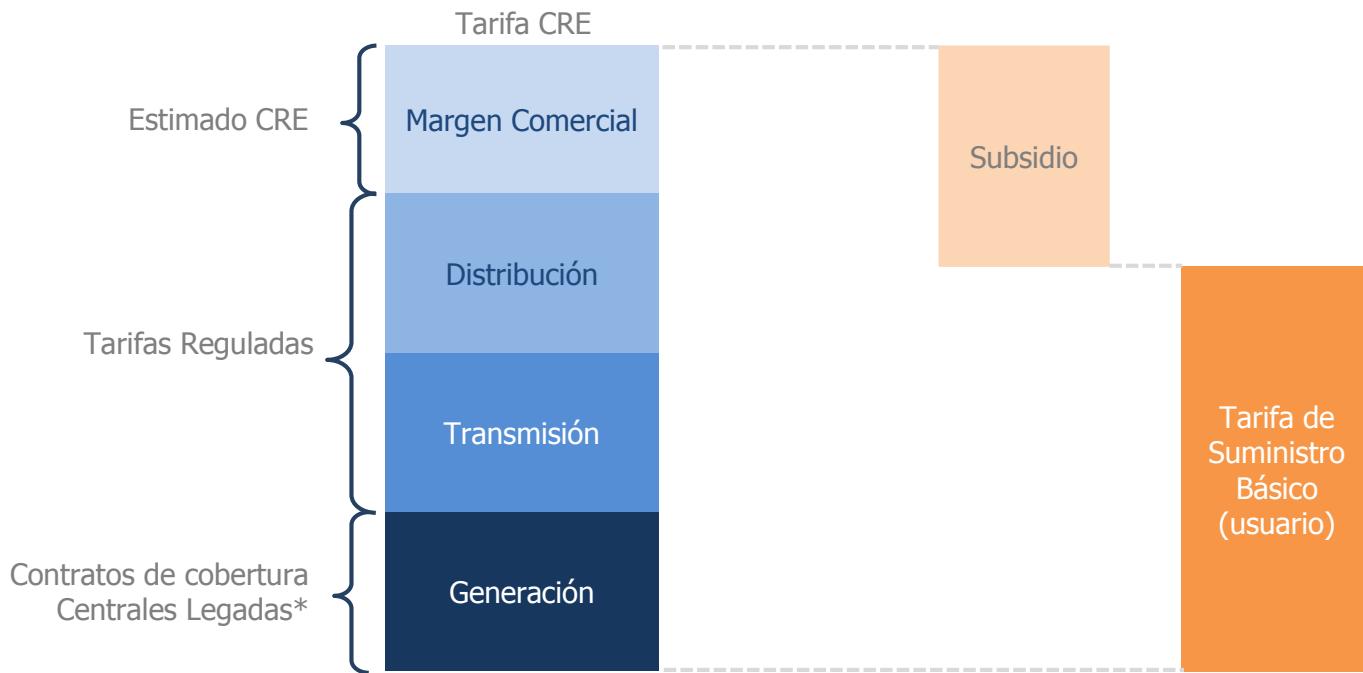 Tarifa CRE
Estimado CRE
Margen Comercial
Subsidio
Distribución
Tarifas Reguladas
Transmisión
Tarifa de
Suministro
Básico
(usuario)
Contratos de cobertura
Centrales Legadas*
Generación